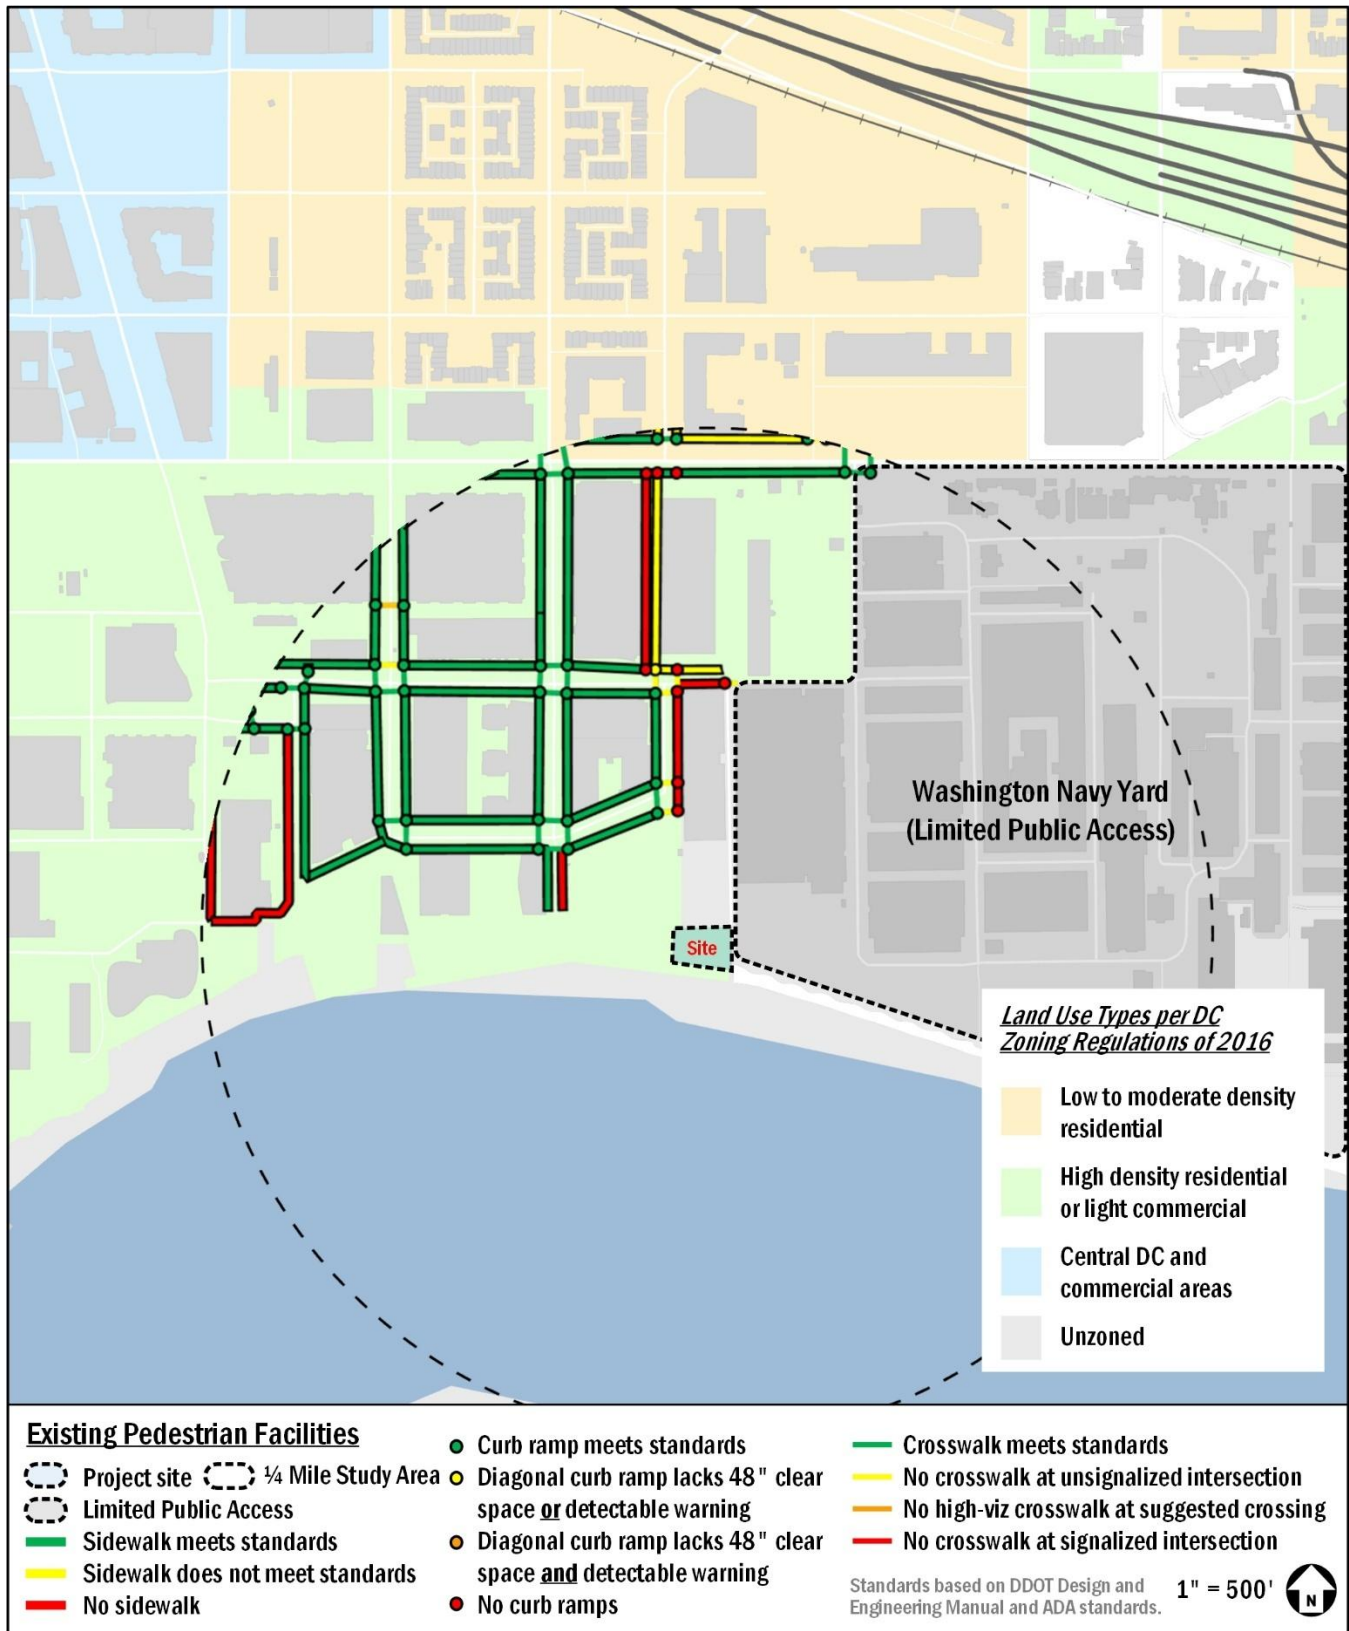 Washington Navy Yard
(Limited Public Access)
Site
Land Use Types per DC
Zoning Regulations of 2016
Low to moderate density
residential
High density residential
or light commercial
Central DC and
commercial areas
Unzoned
Existing Pedestrian Facilities
Project site
¼ Mile Study Area
Limited Public Access
Sidewalk meets standards
Sidewalk does not meet standards
No sidewalk
Curb ramp meets standards
Diagonal curb ramp lacks 48" clear
space or detectable warning
Diagonal curb ramp lacks 48" clear
space and detectable warning
No curb ramps
Crosswalk meets standards
No crosswalk at unsignalized intersection
No high-viz crosswalk at suggested crossing
No crosswalk at signalized intersection
Standards based on DDOT Design and
Engineering Manual and ADA standards.
1" = 500'
N